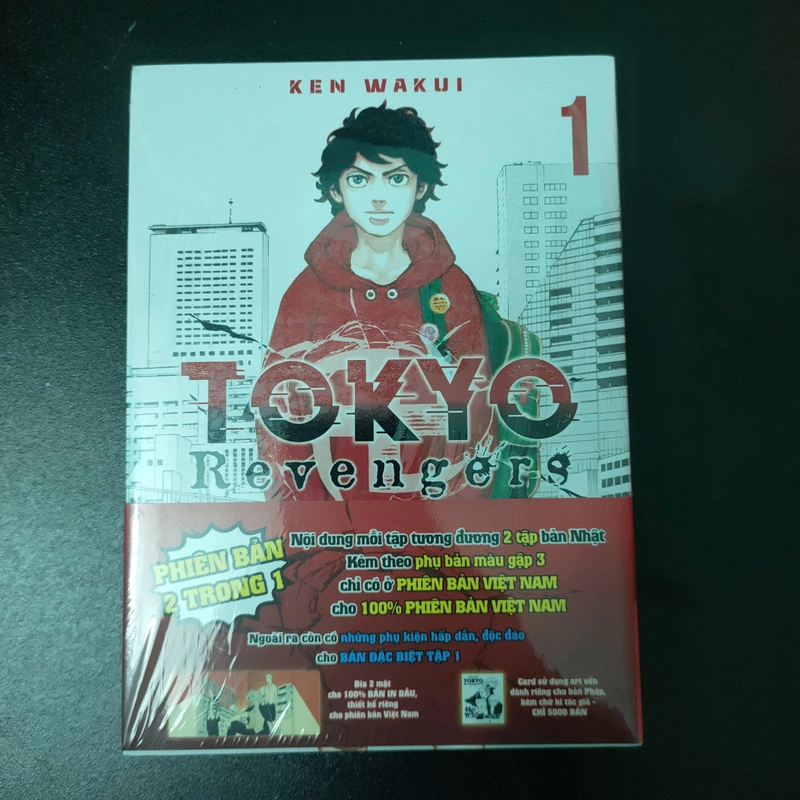 KEN WAKUI
1
TOKYO
Revengers
PHIÊN BẢN
2 TRONG 1
Nội dung mỗi tập tương đương 2 tập bản Nhật
Kèm theo phụ bản màu gập 3
chỉ có ở PHIÊN BẢN VIỆT NAM
cho 100% PHIÊN BẢN VIỆT NAM
Ngoài ra còn có những phụ kiện hấp dẫn, độc đáo
cho BẢN ĐẶC BIỆT TẬP 1
Bìa 2 mặt
cho 100% BẢN IN ĐẦU,
thiết kế riêng
cho phiên bản Việt Nam
TOKYO
Card sử dụng art vốn
dành riêng cho bản Pháp,
kèm chữ kí tác giả -
CHỈ 5000 BẢN